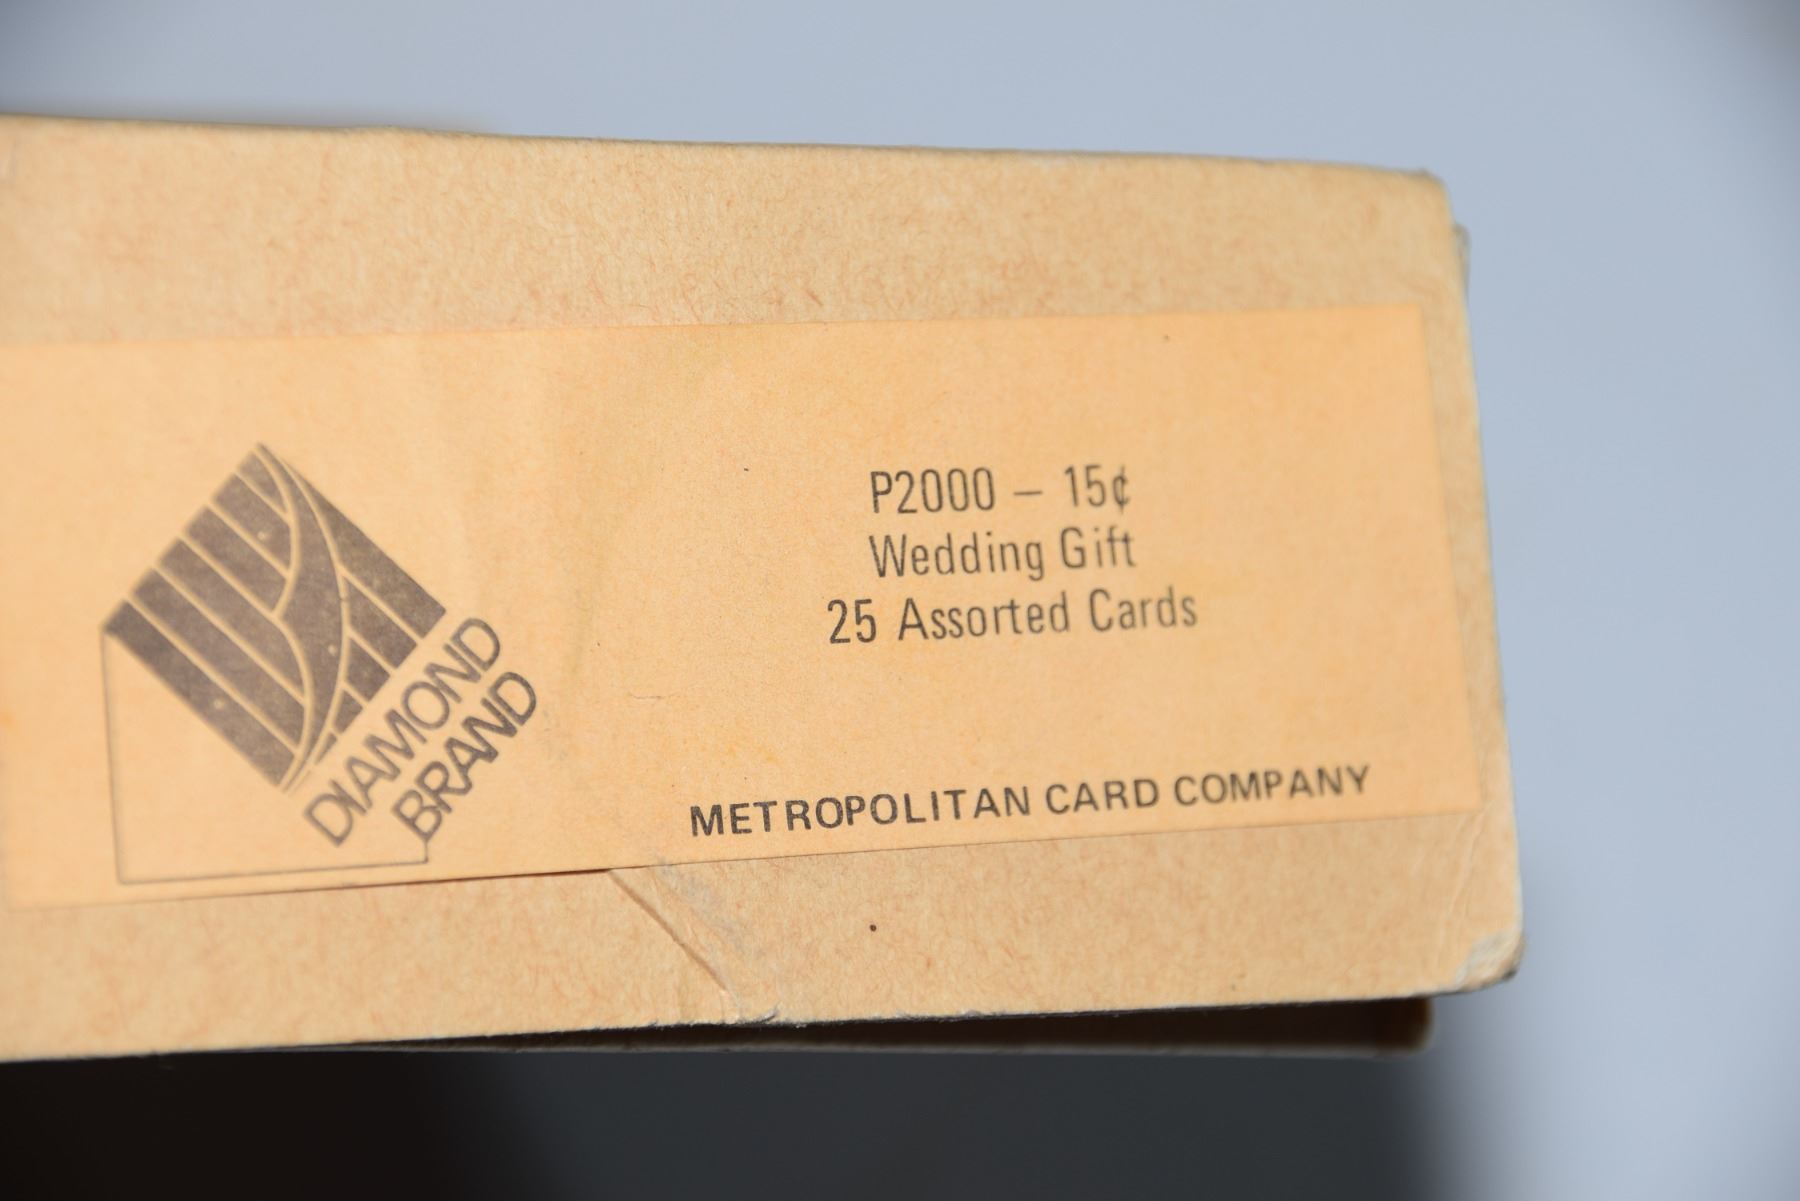 DIAMOND
BRAND
P2000 – 15¢
Wedding Gift
25 Assorted Cards
METROPOLITAN CARD COMPANY